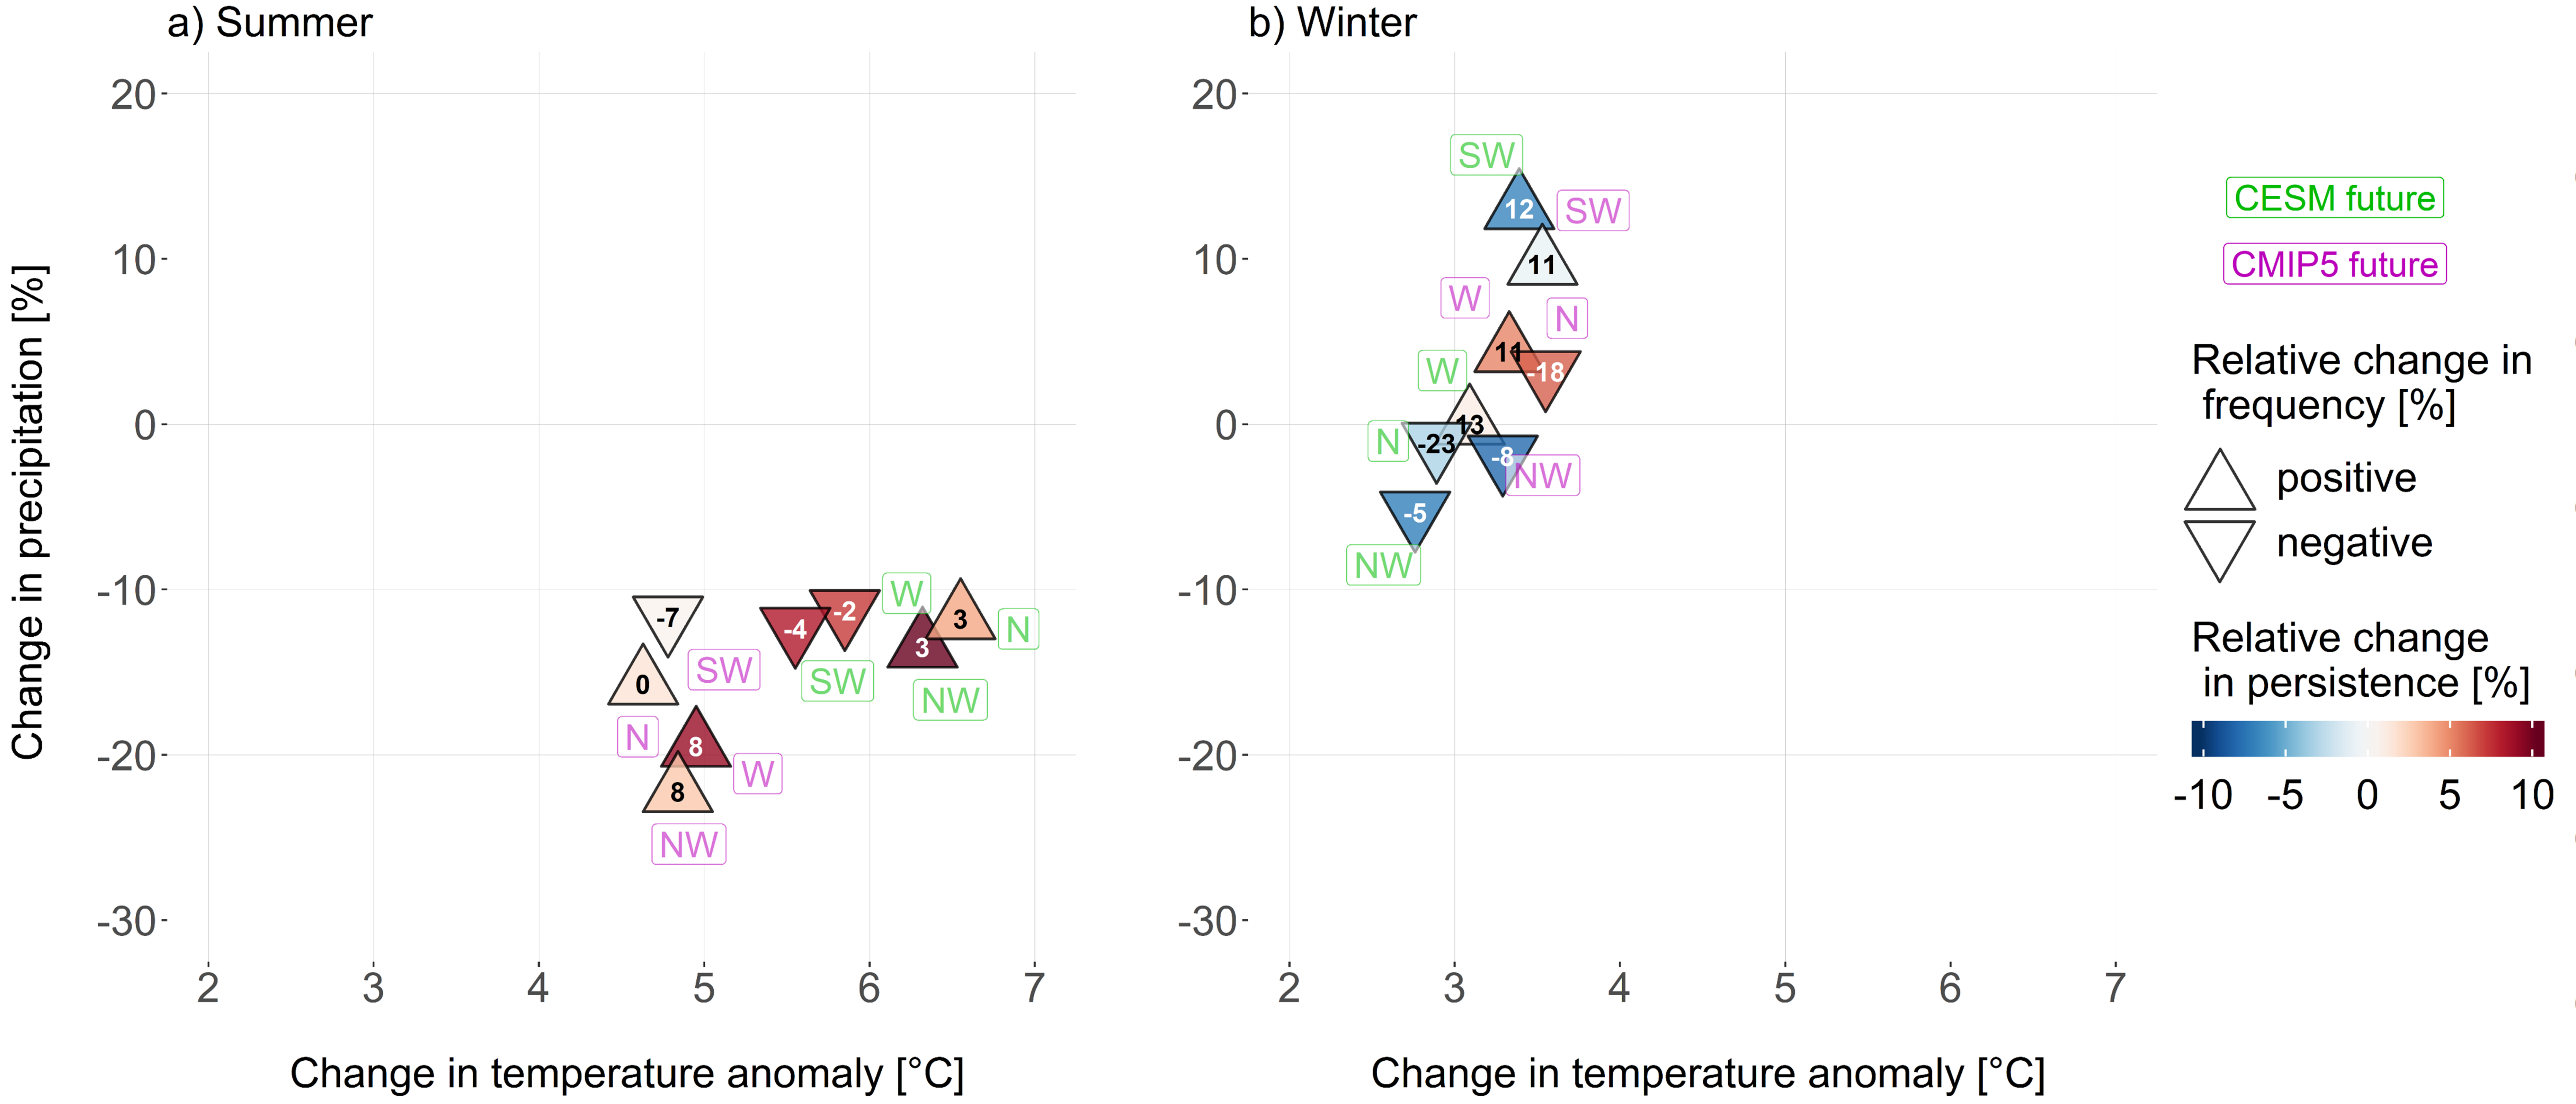 a) Summer
b) Winter
Change in precipitation [%]
20
10
0
-10
-20
-30
2
3
4
5
6
7
Change in temperature anomaly [°C]
-7
0
SW
N
8
W
8
NW
-4
-2
SW
W
3
NW
3
N
20
10
0
-10
-20
-30
2
3
4
5
6
7
Change in temperature anomaly [°C]
SW
12
SW
11
W
N
11
-18
W
13
N
-23
-8
NW
-5
NW
CESM future
CMIP5 future
Relative change in
frequency [%]
positive
negative
Relative change
in persistence [%]
-10 -5 0 5 10